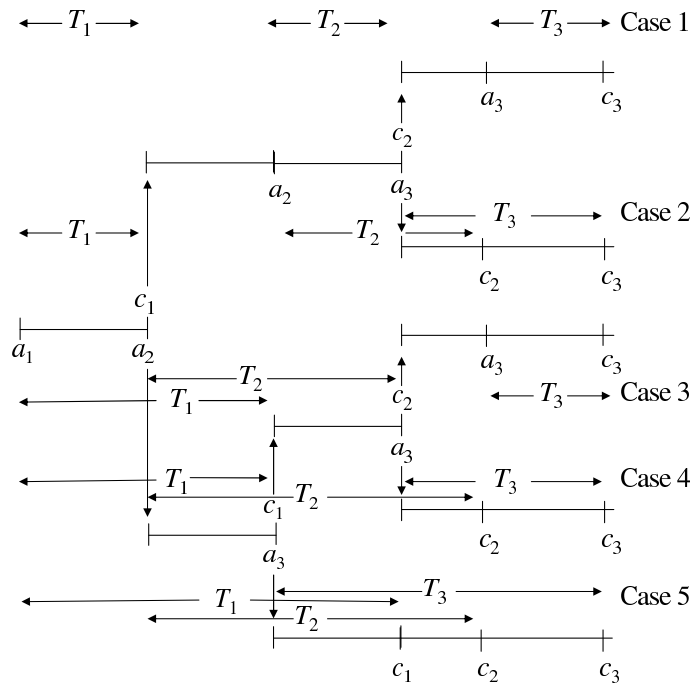 T₁ T₂ T₃ Case 1
a₃ c₃
c₂
a₂ a₃
T₁ T₂ T₃ Case 2
c₂ c₃
c₁
a₁ a₂
a₃ c₃
T₂
T₁ c₂ T₃ Case 3
a₃
T₁ T₃ Case 4
c₁ T₂
c₂ c₃
a₃
T₁ T₃ Case 5
T₂
c₁ c₂ c₃